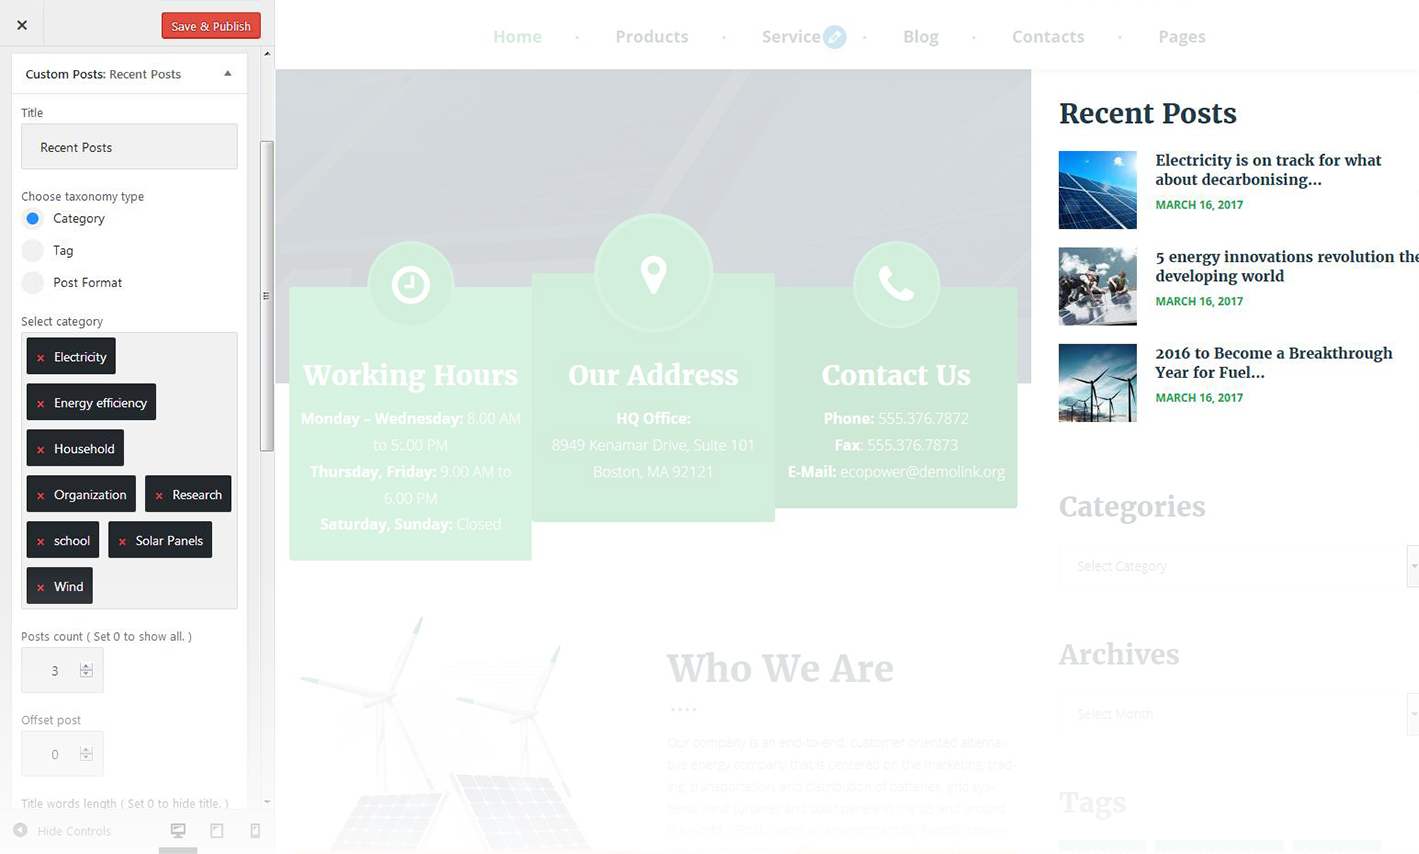 Save & Publish
Custom Posts: Recent Posts
Title
Recent Posts
Choose taxonomy type
Category
Tag
Post Format
Select category
× Electricity
× Energy efficiency
× Household
× Organization × Research
× school × Solar Panels
× Wind
Posts count ( Set 0 to show all. )
3
Offset post
0
Title words length ( Set 0 to hide title. )
Hide Controls
Home • Products • Service • Blog • Contacts • Pages
Working Hours
Monday – Wednesday: 8.00 AM
to 5:.00 PM
Thursday, Friday: 9.00 AM to
6.00 PM
Saturday, Sunday: Closed
Our Address
HQ Office:
8949 Kenamar Drive, Suite 101
Boston, MA 92121
Contact Us
Phone: 555.376.7872
Fax: 555.376.7873
E-Mail: ecopower@demolink.org
Who We Are
Our company is an end-to-end, customer oriented alterna-
tive energy company that is centered on the marketing, trad-
ing, transportation, and distribution of batteries, grid sys-
tems, wind turbines and solar panels in the US and around
Recent Posts
Electricity is on track for what
about decarbonising...
MARCH 16, 2017
5 energy innovations revolution the
developing world
MARCH 16, 2017
2016 to Become a Breakthrough
Year for Fuel...
MARCH 16, 2017
Categories
Select Category
Archives
Select Month
Tags